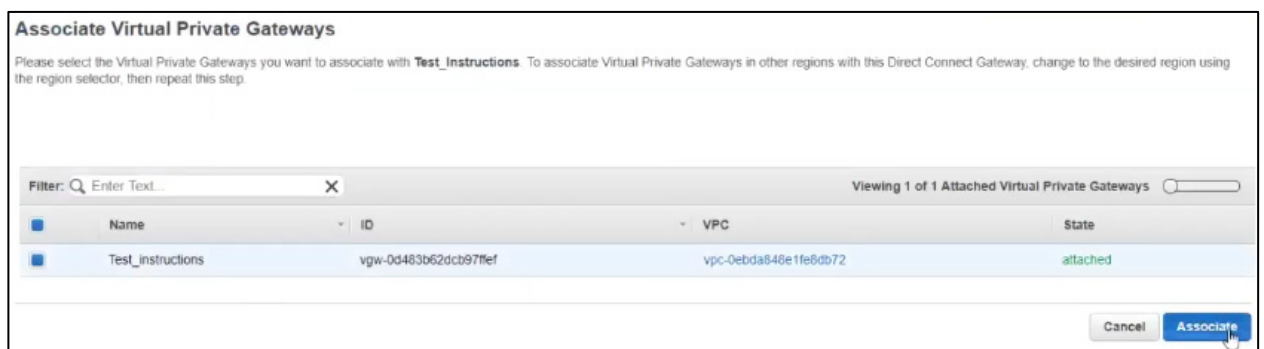 Associate Virtual Private Gateways
Please select the Virtual Private Gateways you want to associate with Test_Instructions. To associate Virtual Private Gateways in other regions with this Direct Connect Gateway, change to the desired region using
the region selector, then repeat this step.
Filter: Enter Text... Viewing 1 of 1 Attached Virtual Private Gateways
Name ID VPC State
Test_instructions vgw-0d483b62dcb97ffef vpc-0ebda848e1fe8db72 attached
Cancel Associate